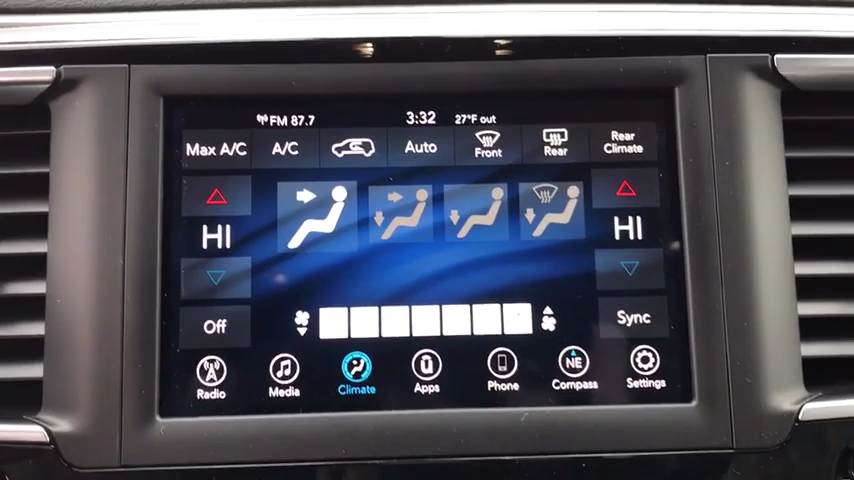 FM 87.7 3:32 27°F out
Max A/C A/C Auto Front Rear Rear Climate
HI HI
Off Sync
Radio Media Climate Apps Phone NE Compass Settings